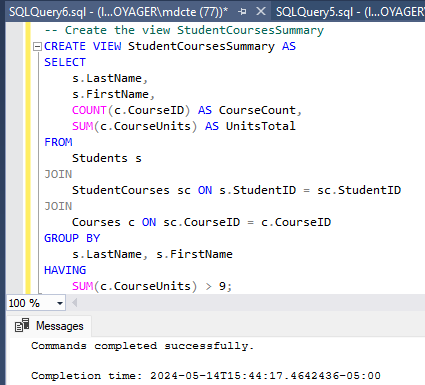 SQLQuery6.sql - (l...OYAGER\mdcte (77))* SQLQuery5.sql - (l...OYAGER\
-- Create the view StudentCoursesSummary
CREATE VIEW StudentCoursesSummary AS
SELECT
s.LastName,
s.FirstName,
COUNT(c.CourseID) AS CourseCount,
SUM(c.CourseUnits) AS UnitsTotal
FROM
Students s
JOIN
StudentCourses sc ON s.StudentID = sc.StudentID
JOIN
Courses c ON sc.CourseID = c.CourseID
GROUP BY
s.LastName, s.FirstName
HAVING
SUM(c.CourseUnits) > 9;
100 %
Messages
Commands completed successfully.
Completion time: 2024-05-14T15:44:17.4642436-05:00